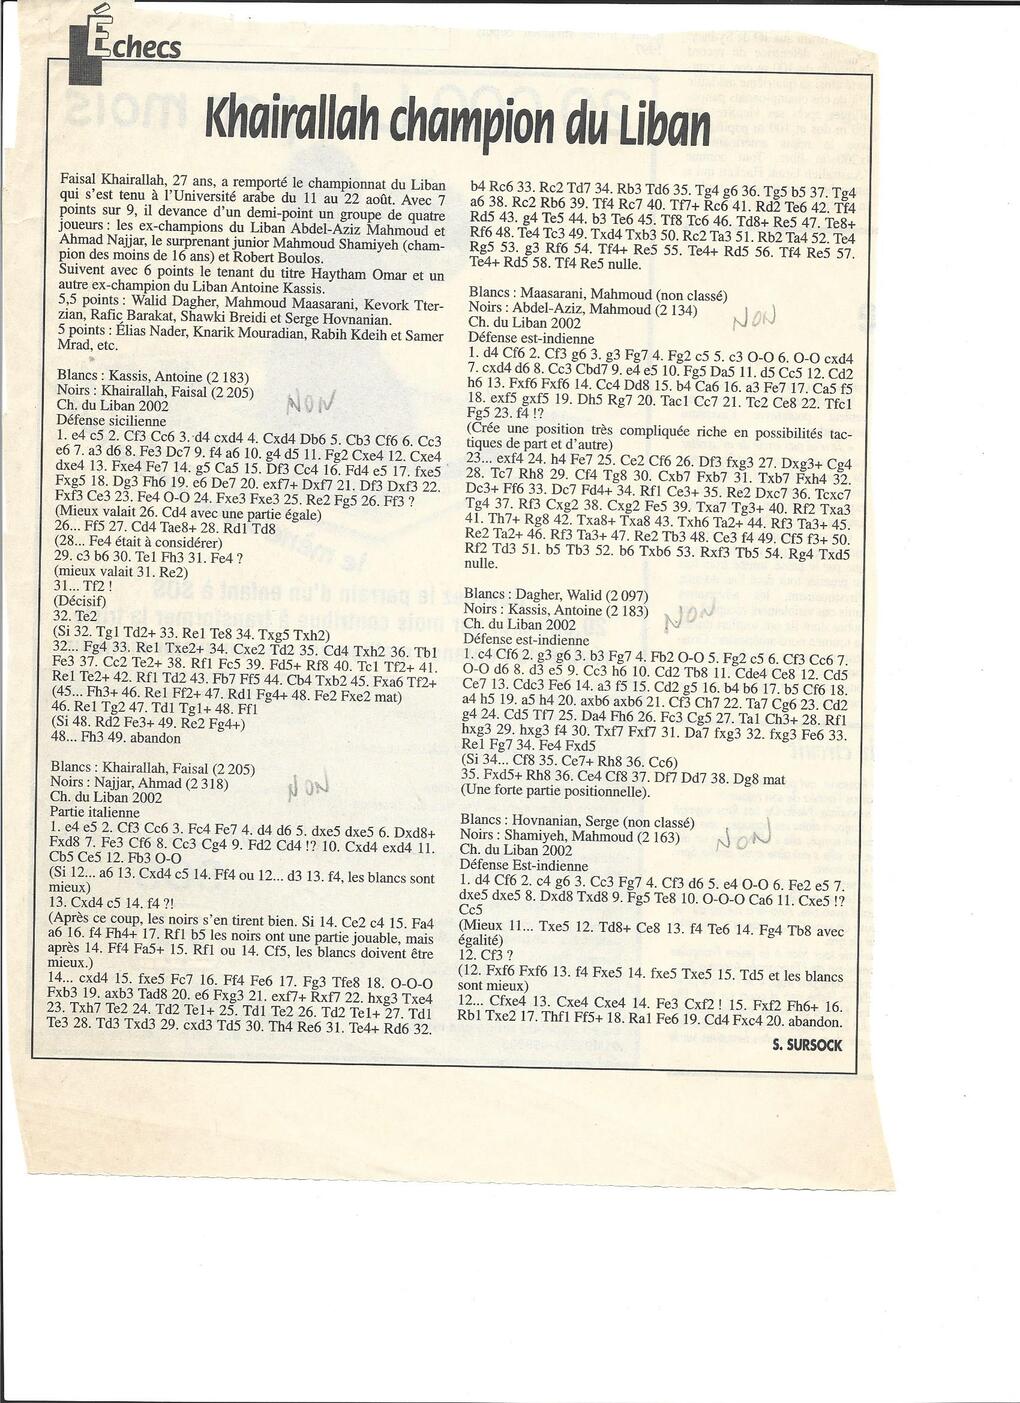 Échecs
Khairallah champion du Liban
Faisal Khairallah, 27 ans, a remporté le championnat du Liban
qui s'est tenu à l'Université arabe du 11 au 22 août. Avec 7
points sur 9, il devance d'un demi-point un groupe de quatre
joueurs : les ex-champions du Liban Abdel-Aziz Mahmoud et
Ahmad Najjar, le surprenant junior Mahmoud Shamiyeh (cham-
pion des moins de 16 ans) et Robert Boulos.
Suivent avec 6 points le tenant du titre Haytham Omar et un
autre ex-champion du Liban Antoine Kassis.
5,5 points : Walid Dagher, Mahmoud Maasarani, Kevork Tter-
zian, Rafic Barakat, Shawki Breidi et Serge Hovnanian.
5 points : Élias Nader, Knarik Mouradian, Rabih Kdeih et Samer
Mrad, etc.
Blancs : Kassis, Antoine (2 183)
Noirs : Khairallah, Faisal (2 205)
NON
Ch. du Liban 2002
Défense sicilienne
1. e4 c5 2. Cf3 Cc6 3. d4 cxd4 4. Cxd4 Db6 5. Cb3 Cf6 6. Cc3
e6 7. a3 d6 8. Fe3 Dc7 9. f4 a6 10. g4 d5 11. Fg2 Cxe4 12. Cxe4
dxe4 13. Fxe4 Fe7 14. g5 Ca5 15. Df3 Cc4 16. Fd4 e5 17. fxe5
Fxg5 18. Dg3 Fh6 19. e6 De7 20. exf7+ Dxf7 21. Df3 Dxf3 22.
Fxf3 Ce3 23. Fe4 O-O 24. Fxe3 Fxe3 25. Re2 Fg5 26. Ff3 ?
(Mieux valait 26. Cd4 avec une partie égale)
26... Ff5 27. Cd4 Tae8+ 28. Rd1 Td8
(28... Fe4 était à considérer)
29. c3 b6 30. Te1 Fh3 31. Fe4 ?
(mieux valait 31. Re2)
31... Tf2 !
(Décisif)
32. Te2
(Si 32. Tg1 Td2+ 33. Re1 Te8 34. Txg5 Txh2)
32... Fg4 33. Re1 Txe2+ 34. Cxe2 Td2 35. Cd4 Txh2 36. Tb1
Fe3 37. Cc2 Te2+ 38. Rf1 Fc5 39. Fd5+ Rf8 40. Tc1 Tf2+ 41.
Re1 Te2+ 42. Rf1 Td2 43. Fb7 Ff5 44. Cb4 Txb2 45. Fxa6 Tf2+
(45... Fh3+ 46. Re1 Ff2+ 47. Rd1 Fg4+ 48. Fe2 Fxe2 mat)
46. Re1 Tg2 47. Td1 Tg1+ 48. Ff1
(Si 48. Rd2 Fe3+ 49. Re2 Fg4+)
48... Fh3 49. abandon
Blancs : Khairallah, Faisal (2 205)
Noirs : Najjar, Ahmad (2 318)
NON
Ch. du Liban 2002
Partie italienne
1. e4 e5 2. Cf3 Cc6 3. Fc4 Fe7 4. d4 d6 5. dxe5 dxe5 6. Dxd8+
Fxd8 7. Fe3 Cf6 8. Cc3 Cg4 9. Fd2 Cd4 !? 10. Cxd4 exd4 11.
Cb5 Ce5 12. Fb3 O-O
(Si 12... a6 13. Cxd4 c5 14. Ff4 ou 12... d3 13. f4, les blancs sont
mieux)
13. Cxd4 c5 14. f4 ?!
(Après ce coup, les noirs s'en tirent bien. Si 14. Ce2 c4 15. Fa4
a6 16. f4 Fh4+ 17. Rf1 b5 les noirs ont une partie jouable, mais
après 14. Ff4 Fa5+ 15. Rf1 ou 14. Cf5, les blancs doivent être
mieux.)
14... cxd4 15. fxe5 Fc7 16. Ff4 Fe6 17. Fg3 Tfe8 18. O-O-O
Fxb3 19. axb3 Tad8 20. e6 Fxg3 21. exf7+ Rxf7 22. hxg3 Txe4
23. Txh7 Te2 24. Td2 Te1+ 25. Td1 Te2 26. Td2 Te1+ 27. Td1
Te3 28. Td3 Txd3 29. cxd3 Td5 30. Th4 Re6 31. Te4+ Rd6 32.
b4 Rc6 33. Rc2 Td7 34. Rb3 Td6 35. Tg4 g6 36. Tg5 b5 37. Tg4
a6 38. Rc2 Rb6 39. Tf4 Rc7 40. Tf7+ Rc6 41. Rd2 Te6 42. Tf4
Rd5 43. g4 Te5 44. b3 Te6 45. Tf8 Tc6 46. Td8+ Re5 47. Te8+
Rf6 48. Te4 Tc3 49. Txd4 Txb3 50. Rc2 Ta3 51. Rb2 Ta4 52. Te4
Rg5 53. g3 Rf6 54. Tf4+ Re5 55. Te4+ Rd5 56. Tf4 Re5 57.
Te4+ Rd5 58. Tf4 Re5 nulle.
Blancs : Maasarani, Mahmoud (non classé)
Noirs : Abdel-Aziz, Mahmoud (2 134)
NON
Ch. du Liban 2002
Défense est-indienne
1. d4 Cf6 2. Cf3 g6 3. g3 Fg7 4. Fg2 c5 5. c3 O-O 6. O-O cxd4
7. cxd4 d6 8. Cc3 Cbd7 9. e4 e5 10. Fg5 Da5 11. d5 Cc5 12. Cd2
h6 13. Fxf6 Fxf6 14. Cc4 Dd8 15. b4 Ca6 16. a3 Fe7 17. Ca5 f5
18. exf5 gxf5 19. Dh5 Rg7 20. Tac1 Cc7 21. Tc2 Ce8 22. Tfc1
Fg5 23. f4 !?
(Crée une position très compliquée riche en possibilités tac-
tiques de part et d'autre)
23... exf4 24. h4 Fe7 25. Ce2 Cf6 26. Df3 fxg3 27. Dxg3+ Cg4
28. Tc7 Rh8 29. Cf4 Tg8 30. Cxb7 Fxb7 31. Txb7 Fxh4 32.
Dc3+ Ff6 33. Dc7 Fd4+ 34. Rf1 Ce3+ 35. Re2 Dxc7 36. Tcxc7
Tg4 37. Rf3 Cxg2 38. Cxg2 Fe5 39. Txa7 Tg3+ 40. Rf2 Txa3
41. Th7+ Rg8 42. Txa8+ Txa8 43. Txh6 Ta2+ 44. Rf3 Ta3+ 45.
Re2 Ta2+ 46. Rf3 Ta3+ 47. Re2 Tb3 48. Ce3 f4 49. Cf5 f3+ 50.
Rf2 Td3 51. b5 Tb3 52. b6 Txb6 53. Rxf3 Tb5 54. Rg4 Txd5
nulle.
Blancs : Dagher, Walid (2 097)
Noirs : Kassis, Antoine (2 183)
NON
Ch. du Liban 2002
Défense est-indienne
1. c4 Cf6 2. g3 g6 3. b3 Fg7 4. Fb2 O-O 5. Fg2 c5 6. Cf3 Cc6 7.
O-O d6 8. d3 e5 9. Cc3 h6 10. Cd2 Tb8 11. Cde4 Ce8 12. Cd5
Ce7 13. Cdc3 Fe6 14. a3 f5 15. Cd2 g5 16. b4 b6 17. b5 Cf6 18.
a4 h5 19. a5 h4 20. axb6 axb6 21. Cf3 Ch7 22. Ta7 Cg6 23. Cd2
g4 24. Cd5 Tf7 25. Da4 Fh6 26. Fc3 Cg5 27. Ta1 Ch3+ 28. Rf1
hxg3 29. hxg3 f4 30. Txf7 Fxf7 31. Da7 fxg3 32. fxg3 Fe6 33.
Re1 Fg7 34. Fe4 Fxd5
(Si 34... Cf8 35. Ce7+ Rh8 36. Cc6)
35. Fxd5+ Rh8 36. Ce4 Cf8 37. Df7 Dd7 38. Dg8 mat
(Une forte partie positionnelle).
Blancs : Hovnanian, Serge (non classé)
Noirs : Shamiyeh, Mahmoud (2 163)
NON
Ch. du Liban 2002
Défense Est-indienne
1. d4 Cf6 2. c4 g6 3. Cc3 Fg7 4. Cf3 d6 5. e4 O-O 6. Fe2 e5 7.
dxe5 dxe5 8. Dxd8 Txd8 9. Fg5 Te8 10. O-O-O Ca6 11. Cxe5 !?
Cc5
(Mieux 11... Txe5 12. Td8+ Ce8 13. f4 Te6 14. Fg4 Tb8 avec
égalité)
12. Cf3 ?
(12. Fxf6 Fxf6 13. f4 Fxe5 14. fxe5 Txe5 15. Td5 et les blancs
sont mieux)
12... Cfxe4 13. Cxe4 Cxe4 14. Fe3 Cxf2 ! 15. Fxf2 Fh6+ 16.
Rb1 Txe2 17. Thf1 Ff5+ 18. Ra1 Fe6 19. Cd4 Fxc4 20. abandon.
S. SURSOCK